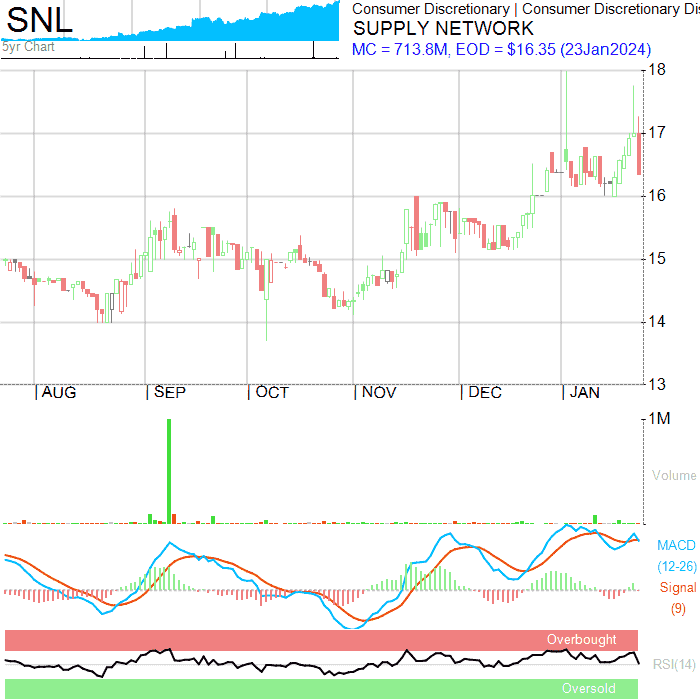 SNL
5yr Chart
Consumer Discretionary | Consumer Discretionary Dis
SUPPLY NETWORK
MC = 713.8M, EOD = $16.35 (23Jan2024)
18
17
16
15
14
13
AUG SEP OCT NOV DEC JAN
1M
Volume
MACD
(12-26)
Signal
(9)
Overbought
RSI(14)
Oversold